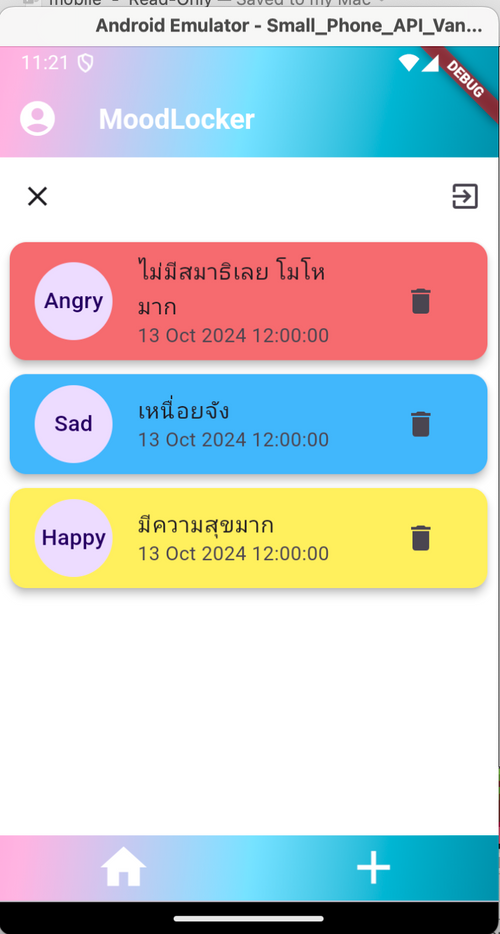 mobile - Read-Only — Saved to my Mac
Android Emulator - Small_Phone_API_Van...
11:21
DEBUG
MoodLocker
Angry
ไม่มีสมาธิเลย โมโห
มาก
13 Oct 2024 12:00:00
Sad
เหนื่อยจัง
13 Oct 2024 12:00:00
Happy
มีความสุขมาก
13 Oct 2024 12:00:00